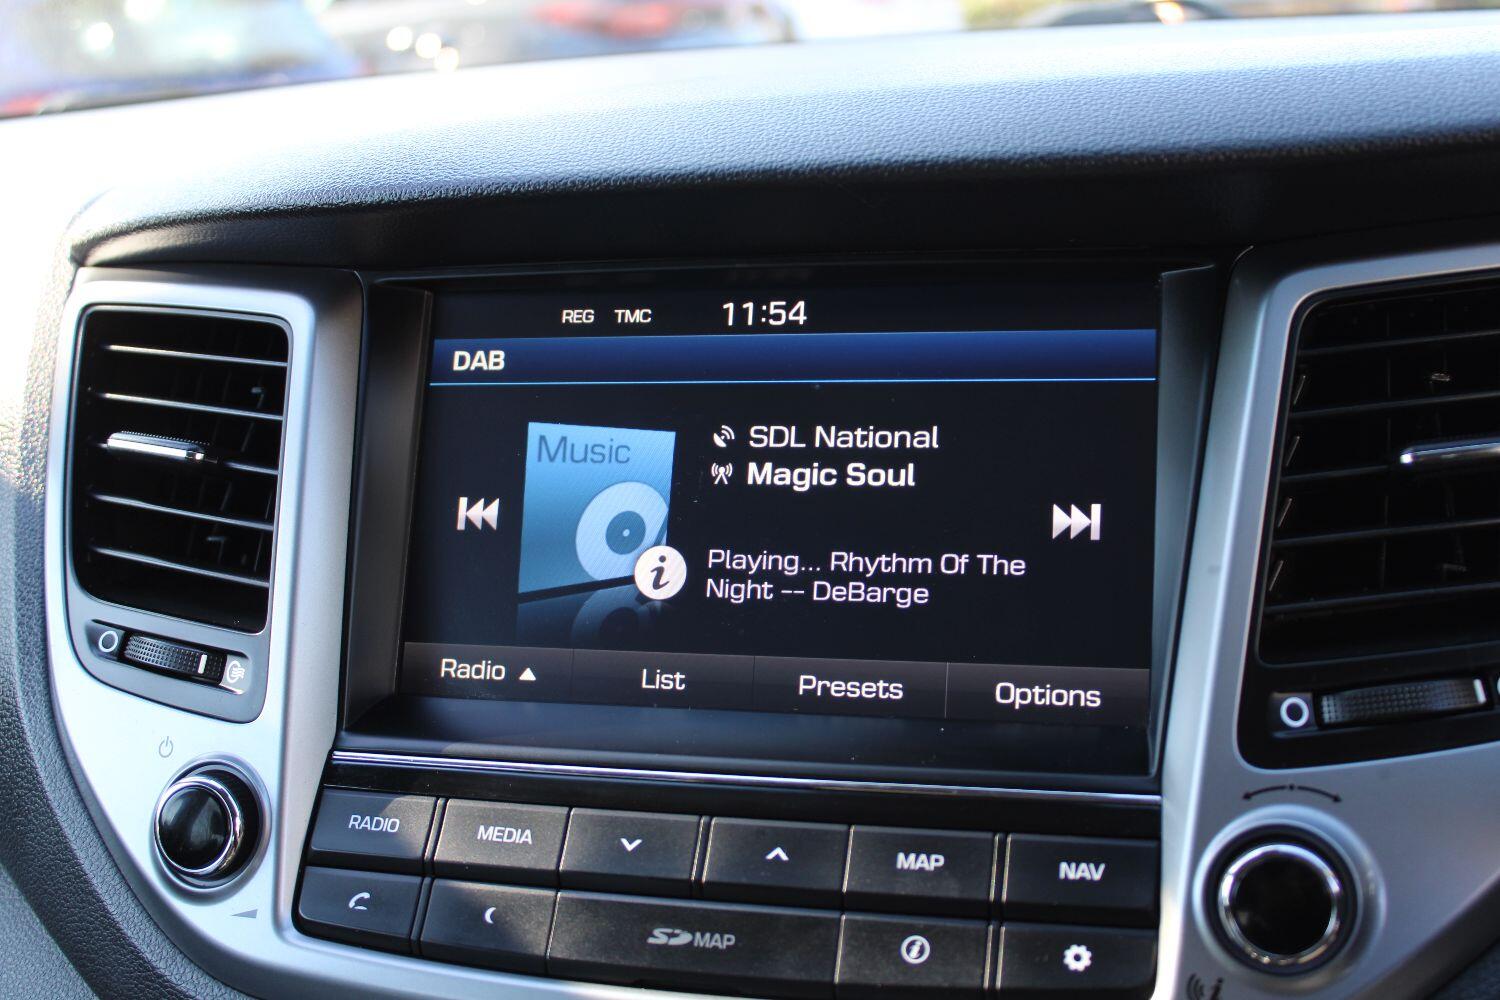 REG TMC 11:54
DAB
Music
SDL National
Magic Soul
Playing... Rhythm Of The
Night -- DeBarge
Radio ▲ List Presets Options
RADIO MEDIA MAP NAV
SD MAP